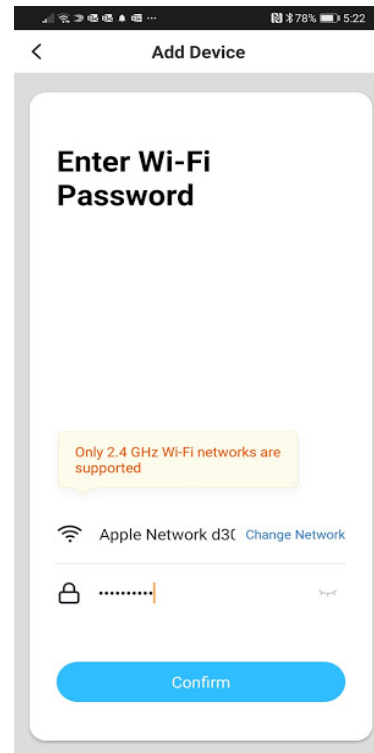 78% 5:22
Add Device
Enter Wi-Fi
Password
Only 2.4 GHz Wi-Fi networks are
supported
Apple Network d30 Change Network
••••••••••
Confirm